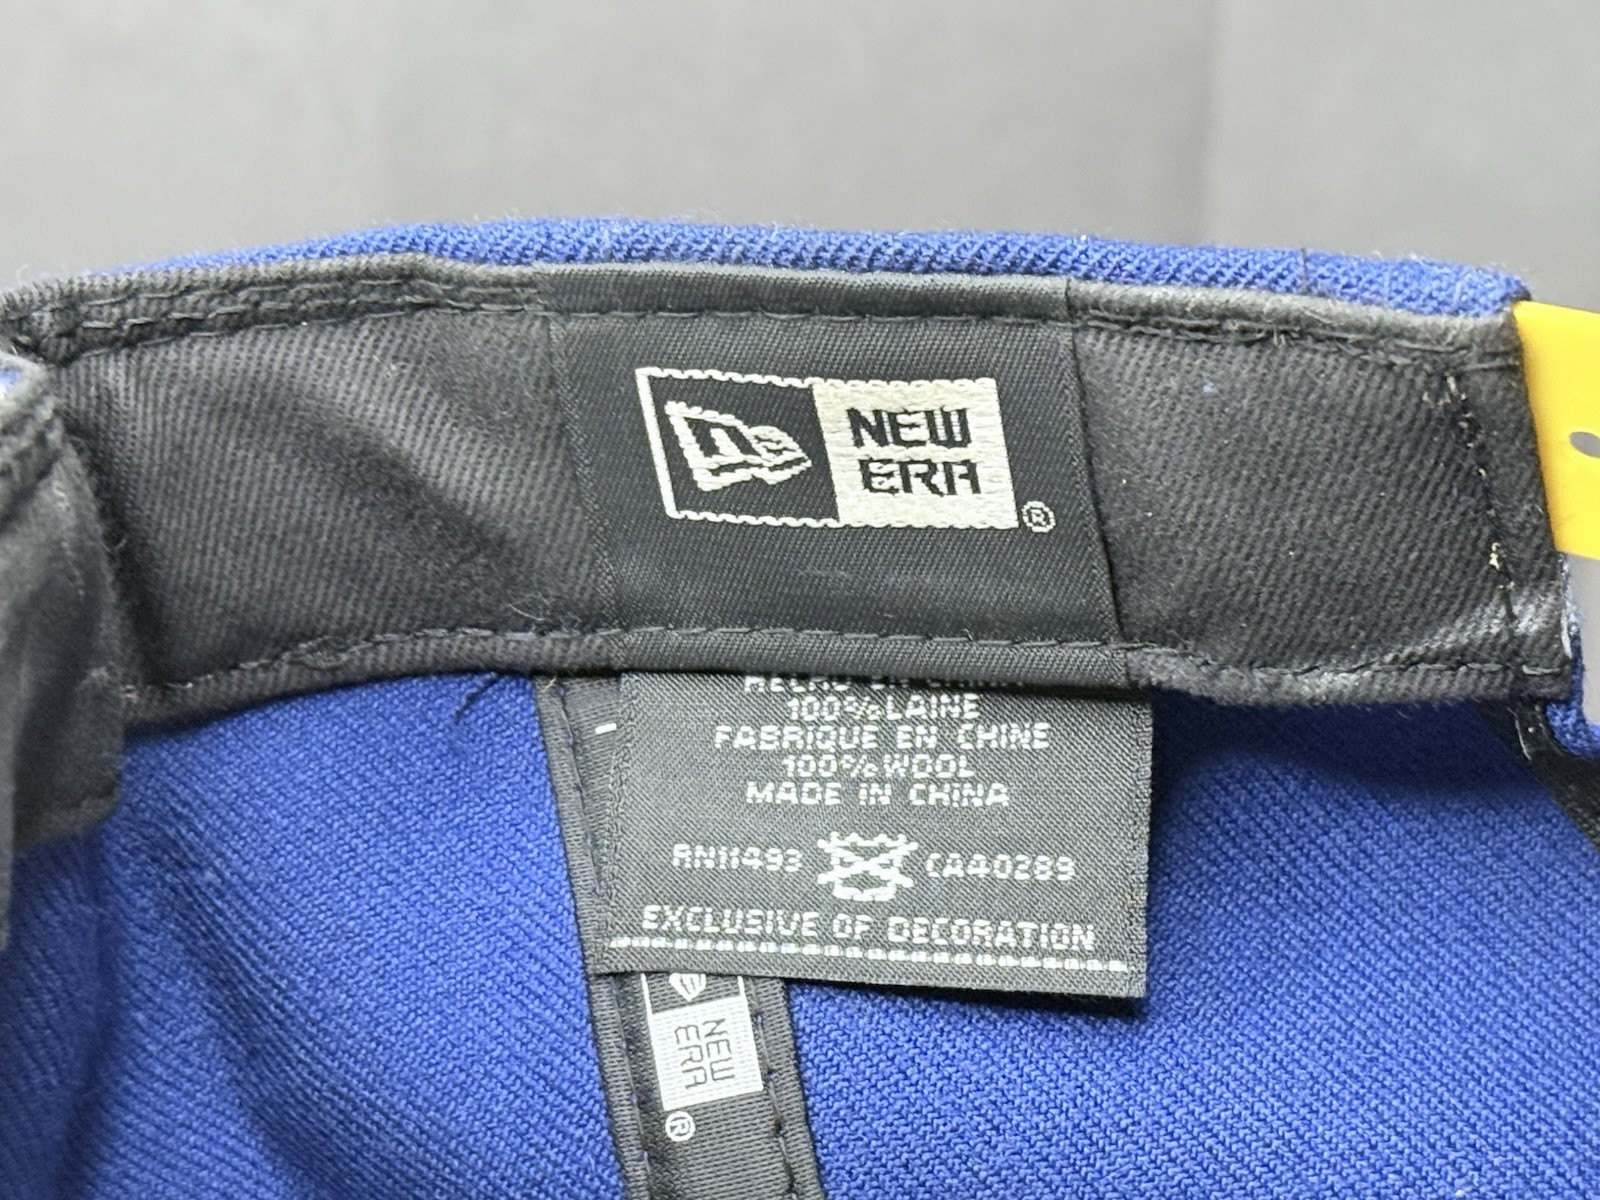 NEW
ERA
®
100% LAINE
FABRIQUE EN CHINE
100% WOOL
MADE IN CHINA
RN11493 CA40289
EXCLUSIVE OF DECORATION
NEW
ERA
®